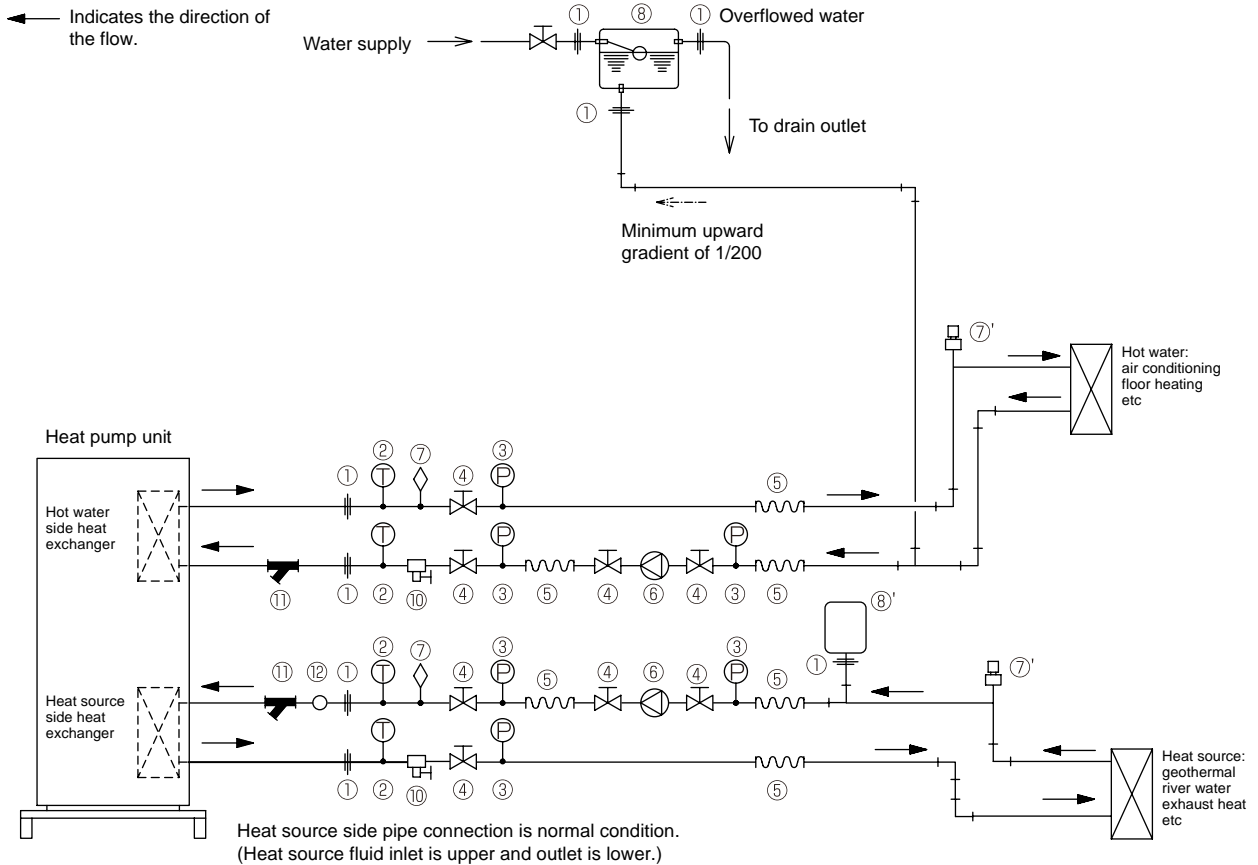 Indicates the direction of
the flow.
① ⑧ ① Overflowed water
Water supply
①
To drain outlet
Minimum upward
gradient of 1/200
⑦'
Hot water:
air conditioning
floor heating
etc
Heat pump unit
② ⑦ ④ ③
① T P ⑤
Hot water
side heat
exchanger
T P P
⑪ ① ② ⑩ ④ ③ ⑤ ④ ⑥ ④ ③ ⑤
⑧'
② ⑦ ③ ③
⑪ ⑫ ① T ④ P ⑤ ④ ⑥ ④ P ⑤ ① ⑦'
Heat source
side heat
exchanger
T P
① ② ⑩ ④ ③ ⑤
Heat source:
geothermal
river water
exhaust heat
etc
Heat source side pipe connection is normal condition.
(Heat source fluid inlet is upper and outlet is lower.)